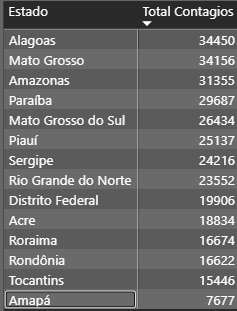 Estado Total Contagios
Alagoas 34450
Mato Grosso 34156
Amazonas 31355
Paraíba 29687
Mato Grosso do Sul 26434
Piauí 25137
Sergipe 24216
Rio Grande do Norte 23552
Distrito Federal 19906
Acre 18834
Roraima 16674
Rondônia 16622
Tocantins 15446
Amapá 7677